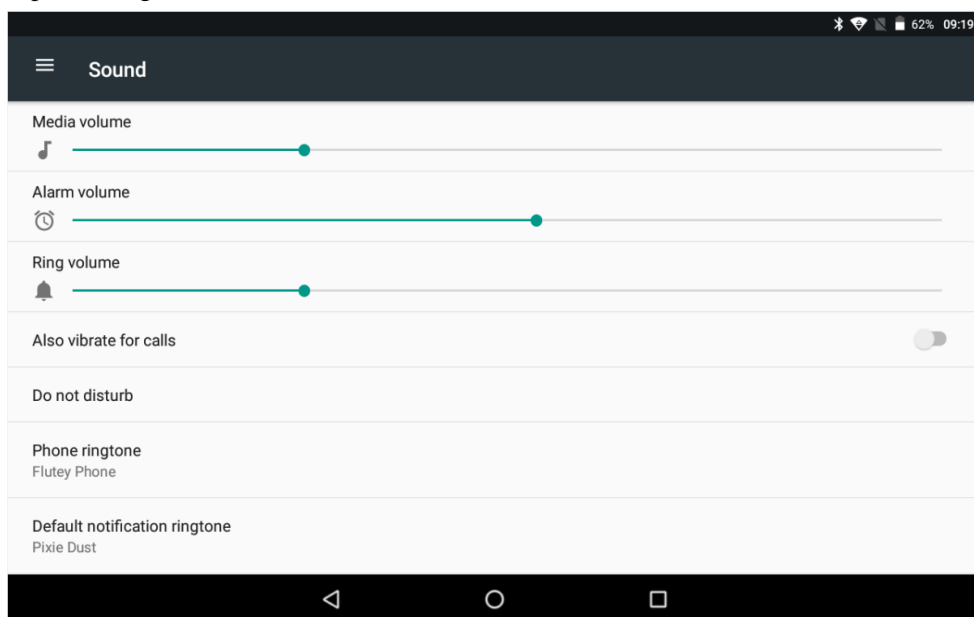 62% 09:19
Sound
Media volume
Alarm volume
Ring volume
Also vibrate for calls
Do not disturb
Phone ringtone
Flutey Phone
Default notification ringtone
Pixie Dust